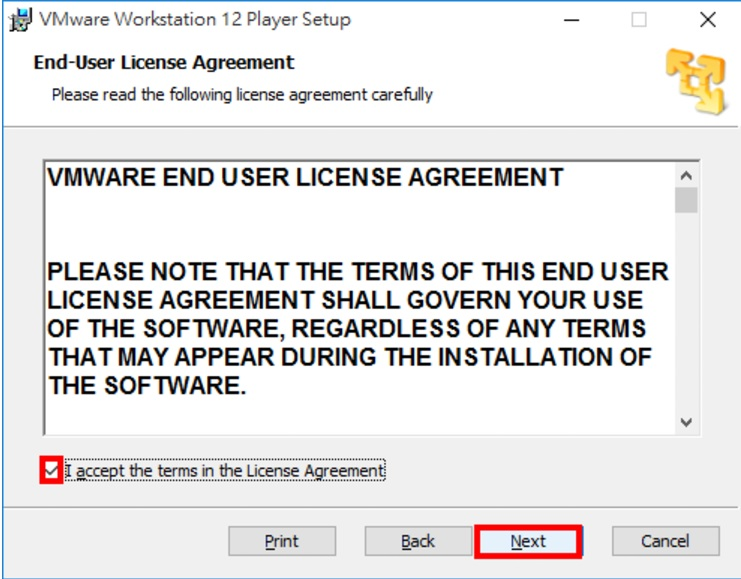 VMware Workstation 12 Player Setup
End-User License Agreement
Please read the following license agreement carefully
VMWARE END USER LICENSE AGREEMENT
PLEASE NOTE THAT THE TERMS OF THIS END USER
LICENSE AGREEMENT SHALL GOVERN YOUR USE
OF THE SOFTWARE, REGARDLESS OF ANY TERMS
THAT MAY APPEAR DURING THE INSTALLATION OF
THE SOFTWARE.
I accept the terms in the License Agreement
Print Back Next Cancel